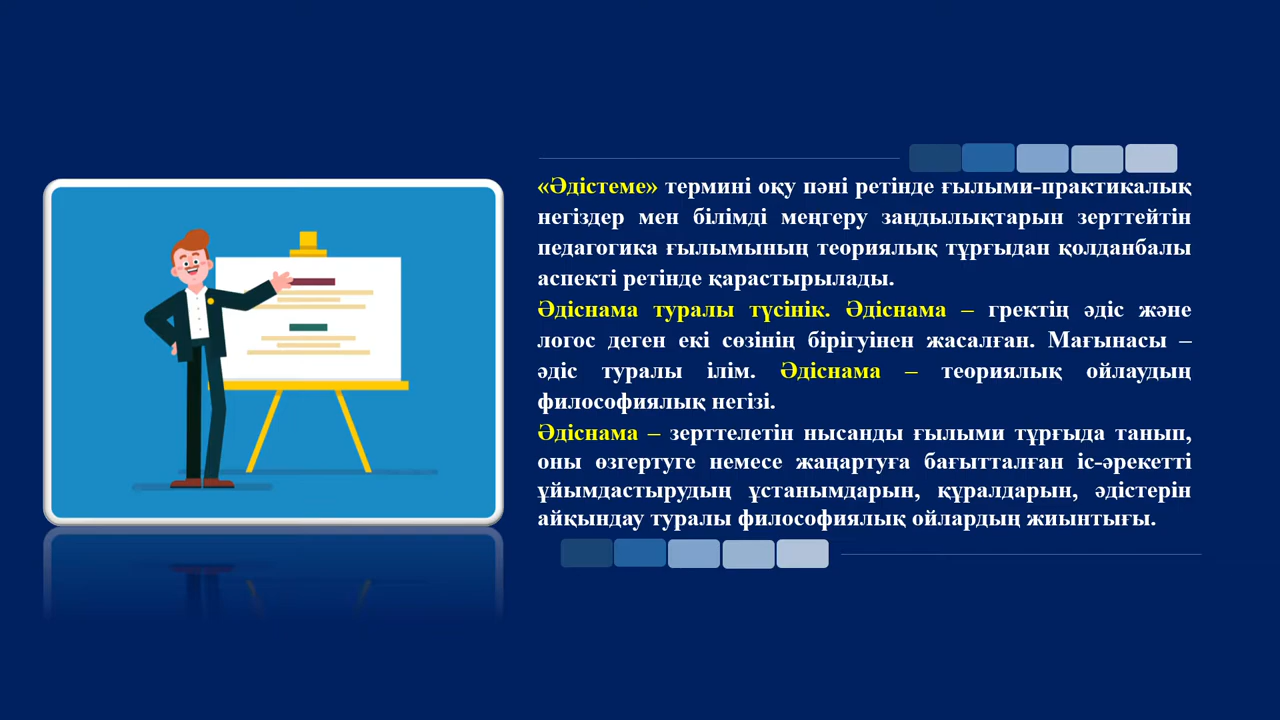 «Әдістеме» термині оқу пәні ретінде ғылыми-практикалық
негіздер мен білімді меңгеру заңдылықтарын зерттейтін
педагогика ғылымының теориялық тұрғыдан қолданбалы
аспекті ретінде қарастырылады.
Әдіснама туралы түсінік. Әдіснама – гректің әдіс және
логос деген екі сөзінің бірігуінен жасалған. Мағынасы –
әдіс туралы ілім. Әдіснама – теориялық ойлаудың
философиялық негізі.
Әдіснама – зерттелетін нысанды ғылыми тұрғыда танып,
оны өзгертуге немесе жаңартуға бағытталған іс-әрекетті
ұйымдастырудың ұстанымдарын, құралдарын, әдістерін
айқындау туралы философиялық ойлардың жиынтығы.